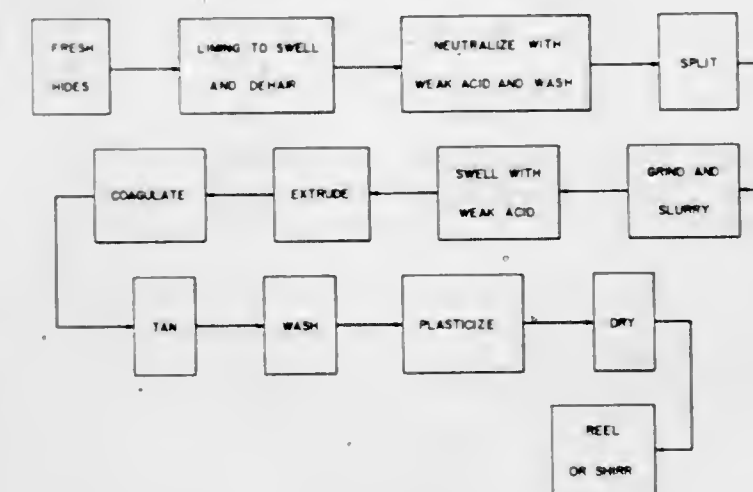 FRESH
HIDES
LIMING TO SWELL
AND DEHAIR
NEUTRALIZE WITH
WEAK ACID AND WASH
SPLIT
GRIND AND
SLURRY
SWELL WITH
WEAK ACID
EXTRUDE
COAGULATE
TAN
WASH
PLASTICIZE
DRY
REEL
OR SHIRR